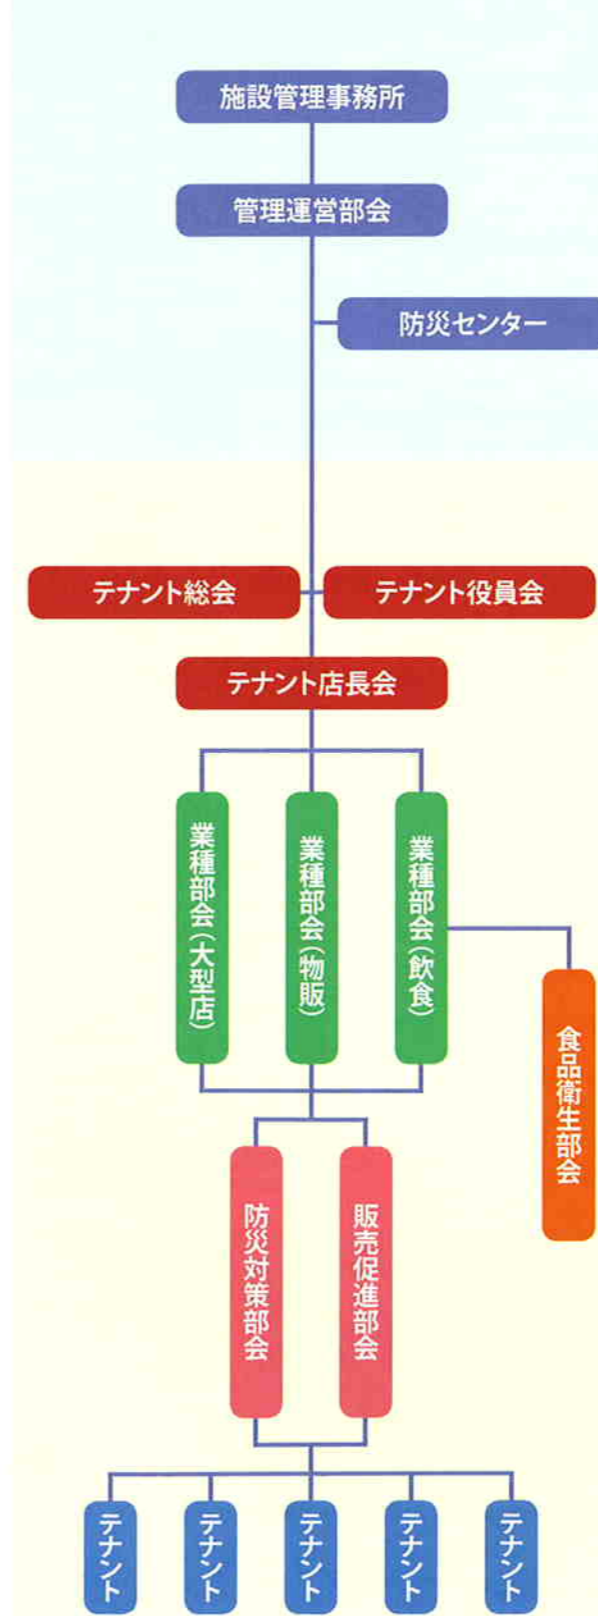 施設管理事務所
管理運営部会
防災センター
テナント総会
テナント役員会
テナント店長会
業種部会(大型店)
業種部会(物販)
業種部会(飲食)
食品衛生部会
防災対策部会
販売促進部会
テナント
テナント
テナント
テナント
テナント